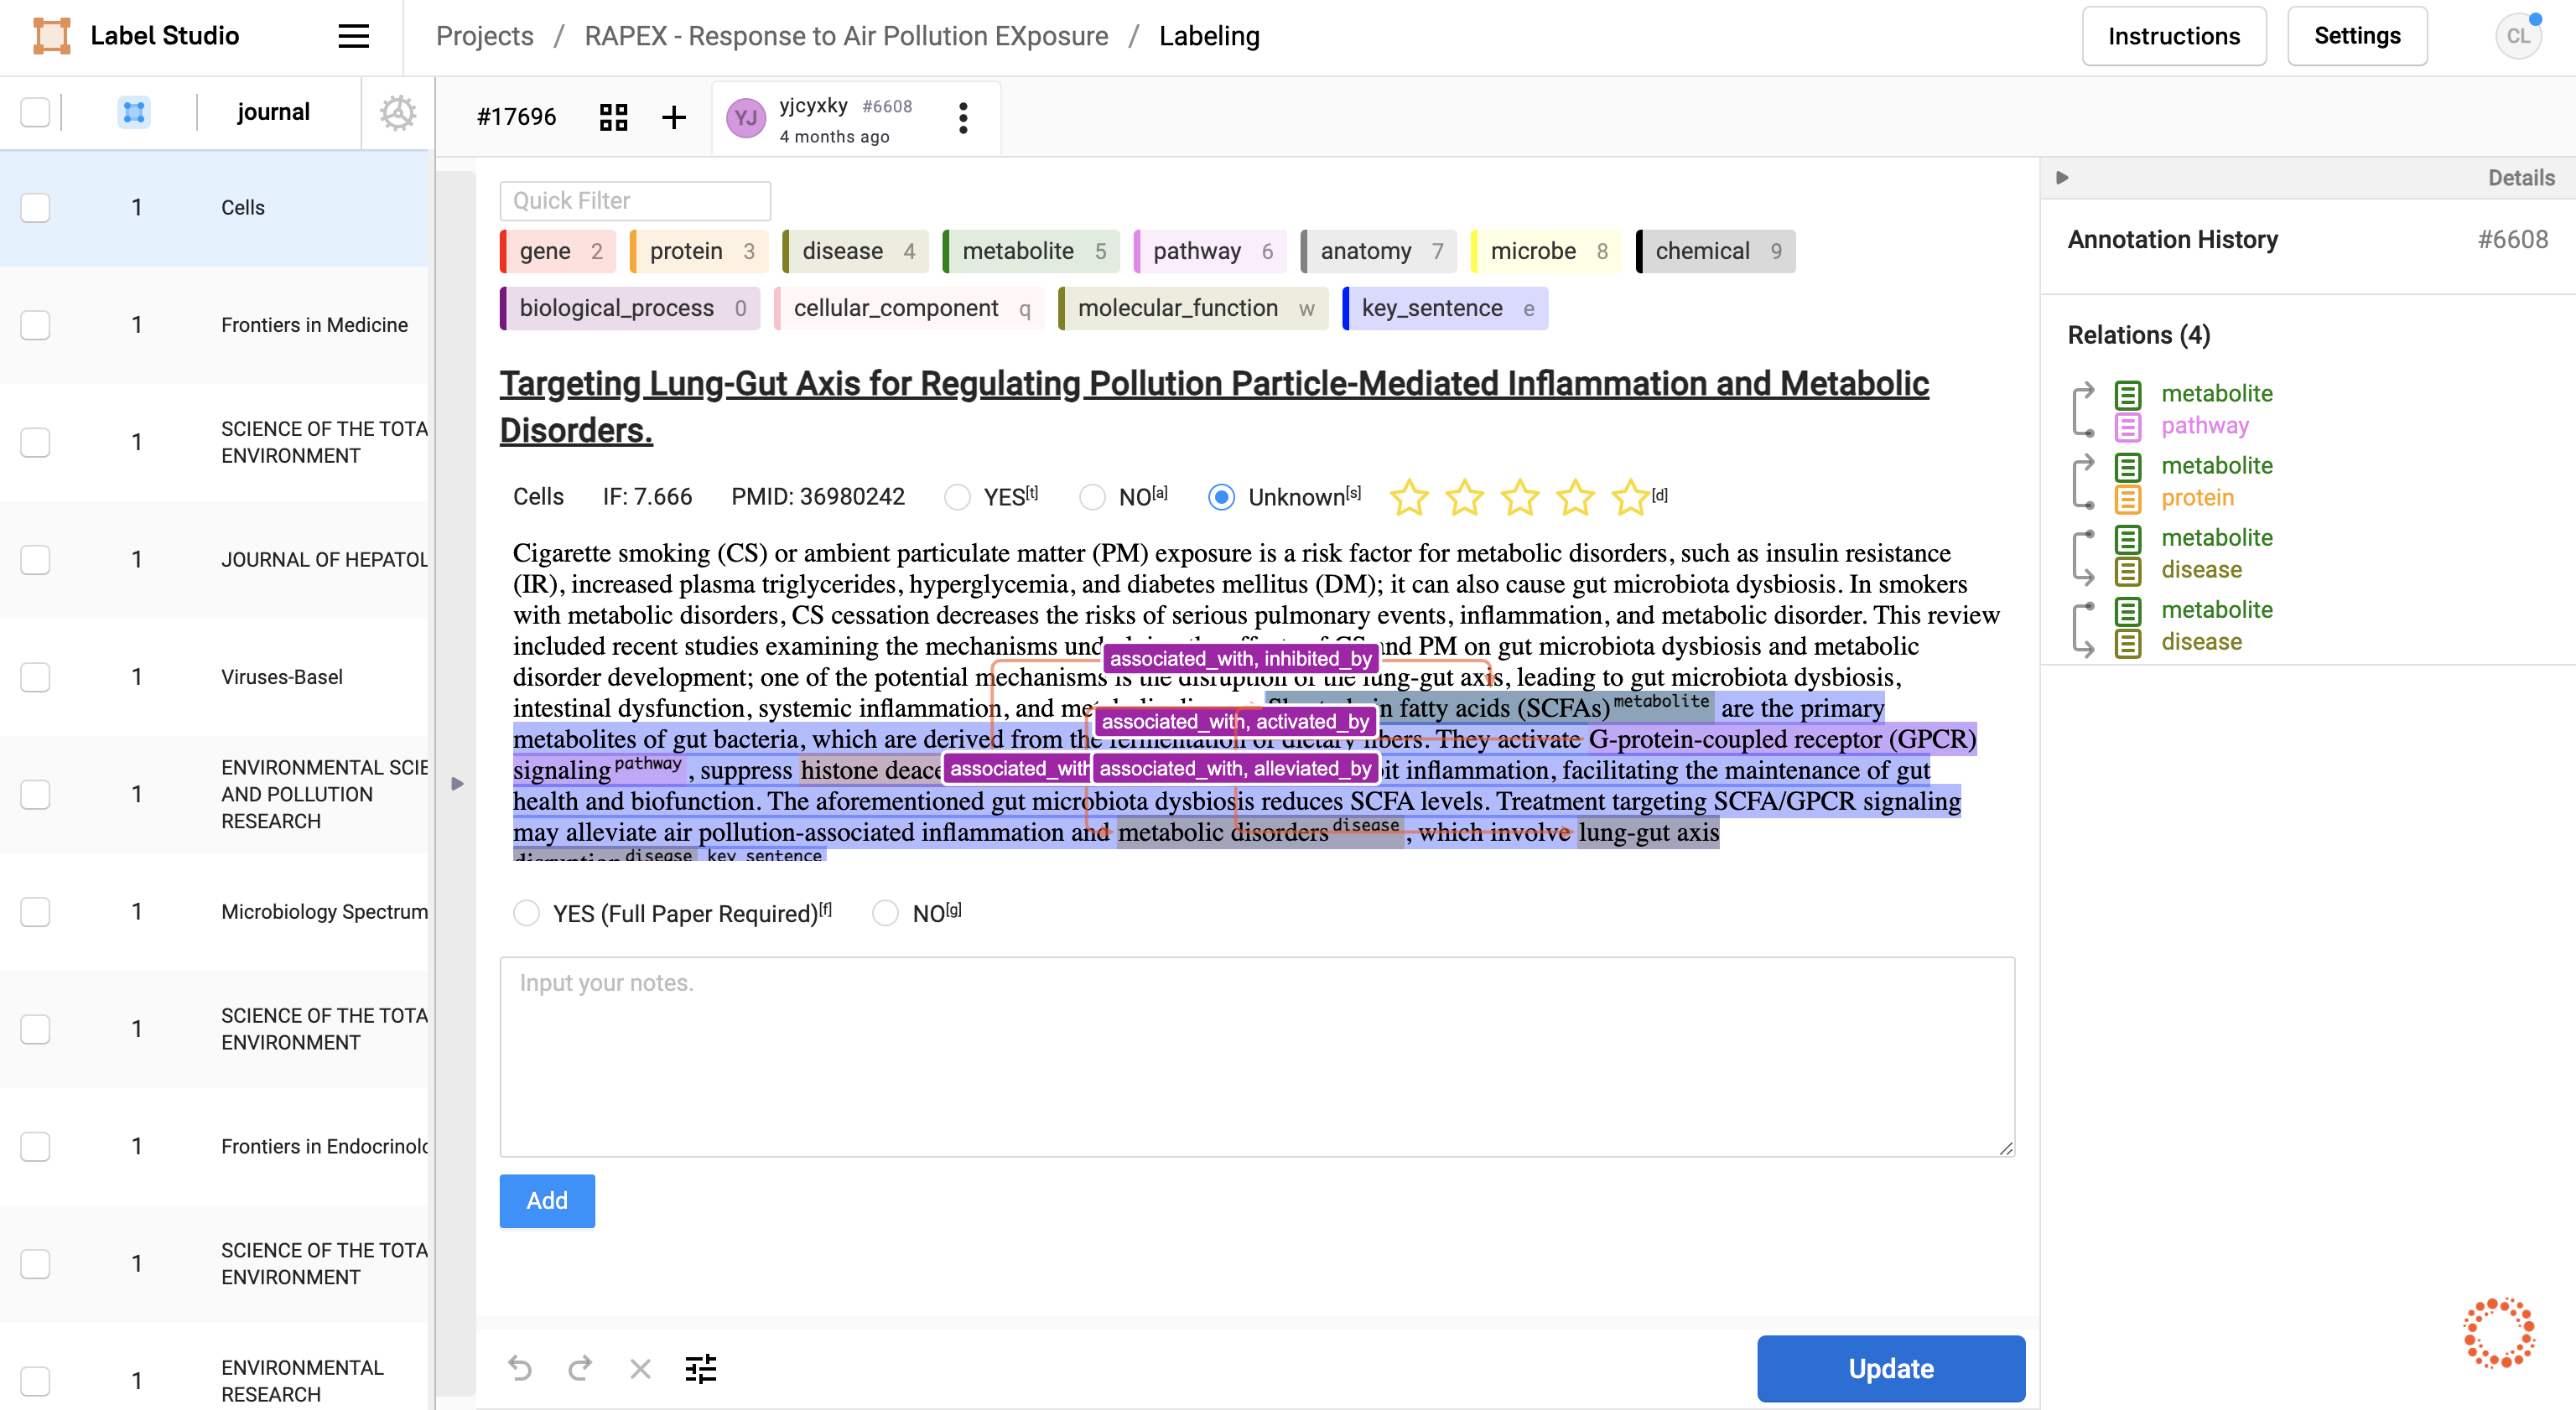 Label Studio
Projects / RAPEX - Response to Air Pollution EXposure / Labeling
Instructions
Settings
CL
journal
1 Cells
1 Frontiers in Medicine
1 SCIENCE OF THE TOTA
ENVIRONMENT
1 JOURNAL OF HEPATOL
1 Viruses-Basel
1 ENVIRONMENTAL SCIE
AND POLLUTION
RESEARCH
1 Microbiology Spectrum
1 SCIENCE OF THE TOTA
ENVIRONMENT
1 Frontiers in Endocrinolo
1 SCIENCE OF THE TOTA
ENVIRONMENT
1 ENVIRONMENTAL
RESEARCH
#17696
YJ
yjcyxky #6608
4 months ago
Quick Filter
gene 2 protein 3 disease 4 metabolite 5 pathway 6 anatomy 7 microbe 8 chemical 9
biological_process 0 cellular_component q molecular_function w key_sentence e
Targeting Lung-Gut Axis for Regulating Pollution Particle-Mediated Inflammation and Metabolic
Disorders.
Cells IF: 7.666 PMID: 36980242 YES[t] NO[a] Unknown[s] [d]
Cigarette smoking (CS) or ambient particulate matter (PM) exposure is a risk factor for metabolic disorders, such as insulin resistance
(IR), increased plasma triglycerides, hyperglycemia, and diabetes mellitus (DM); it can also cause gut microbiota dysbiosis. In smokers
with metabolic disorders, CS cessation decreases the risks of serious pulmonary events, inflammation, and metabolic disorder. This review
included recent studies examining the mechanisms and PM on gut microbiota dysbiosis and metabolic
associated_with, inhibited_by
disorder development; one of the potential mechanisms is the disruption of the lung-gut axis, leading to gut microbiota dysbiosis,
intestinal dysfunction, systemic inflammation, and fatty acids (SCFAs) metabolite are the primary
associated_with, activated_by
metabolites of gut bacteria, which are derived from the fermentation of dietary fibers. They activate G-protein-coupled receptor (GPCR)
signaling pathway , suppress histone inflammation, facilitating the maintenance of gut
associated_with associated_with, alleviated_by
health and biofunction. The aforementioned gut microbiota dysbiosis reduces SCFA levels. Treatment targeting SCFA/GPCR signaling
may alleviate air pollution-associated inflammation and metabolic disorders disease , which involve lung-gut axis
disruption disease key_sentence
YES (Full Paper Required)[f] NO[g]
Input your notes.
Add
Update
Details
Annotation History #6608
Relations (4)
metabolite
pathway
metabolite
protein
metabolite
disease
metabolite
disease